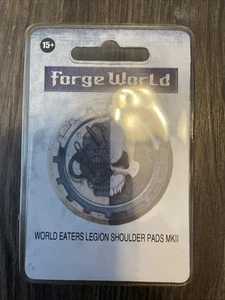 15+
Forge World
WORLD EATERS LEGION SHOULDER PADS MKII